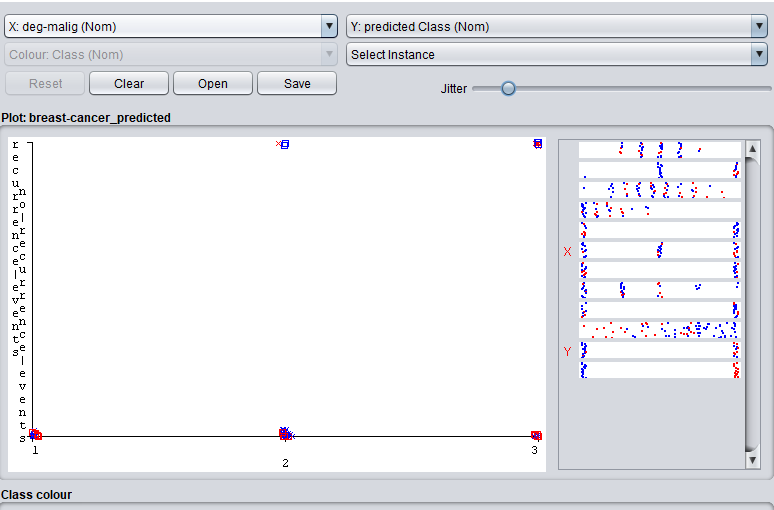 X: deg-malig (Nom)
Y: predicted Class (Nom)
Colour: Class (Nom)
Select Instance
Reset
Clear
Open
Save
Jitter
Plot: breast-cancer_predicted
recurrence|events
no|recurrence|events
1
2
3
X
Y
Class colour